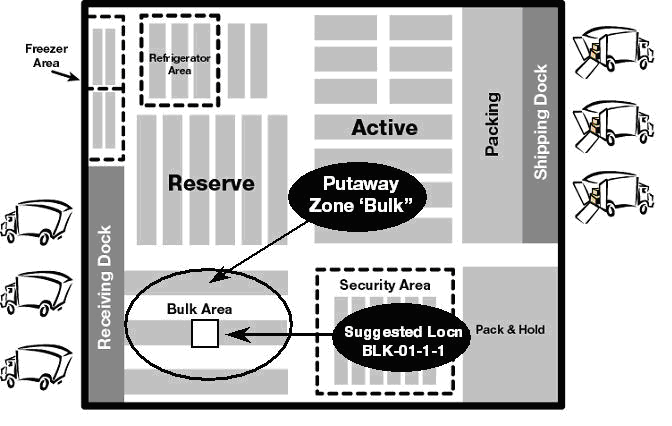 Freezer
Area
Refrigerator
Area
Active
Packing
Shipping Dock
Reserve
Putaway
Zone ‘Bulk”
Receiving Dock
Bulk Area
Security Area
Suggested Locn
BLK-01-1-1
Pack & Hold